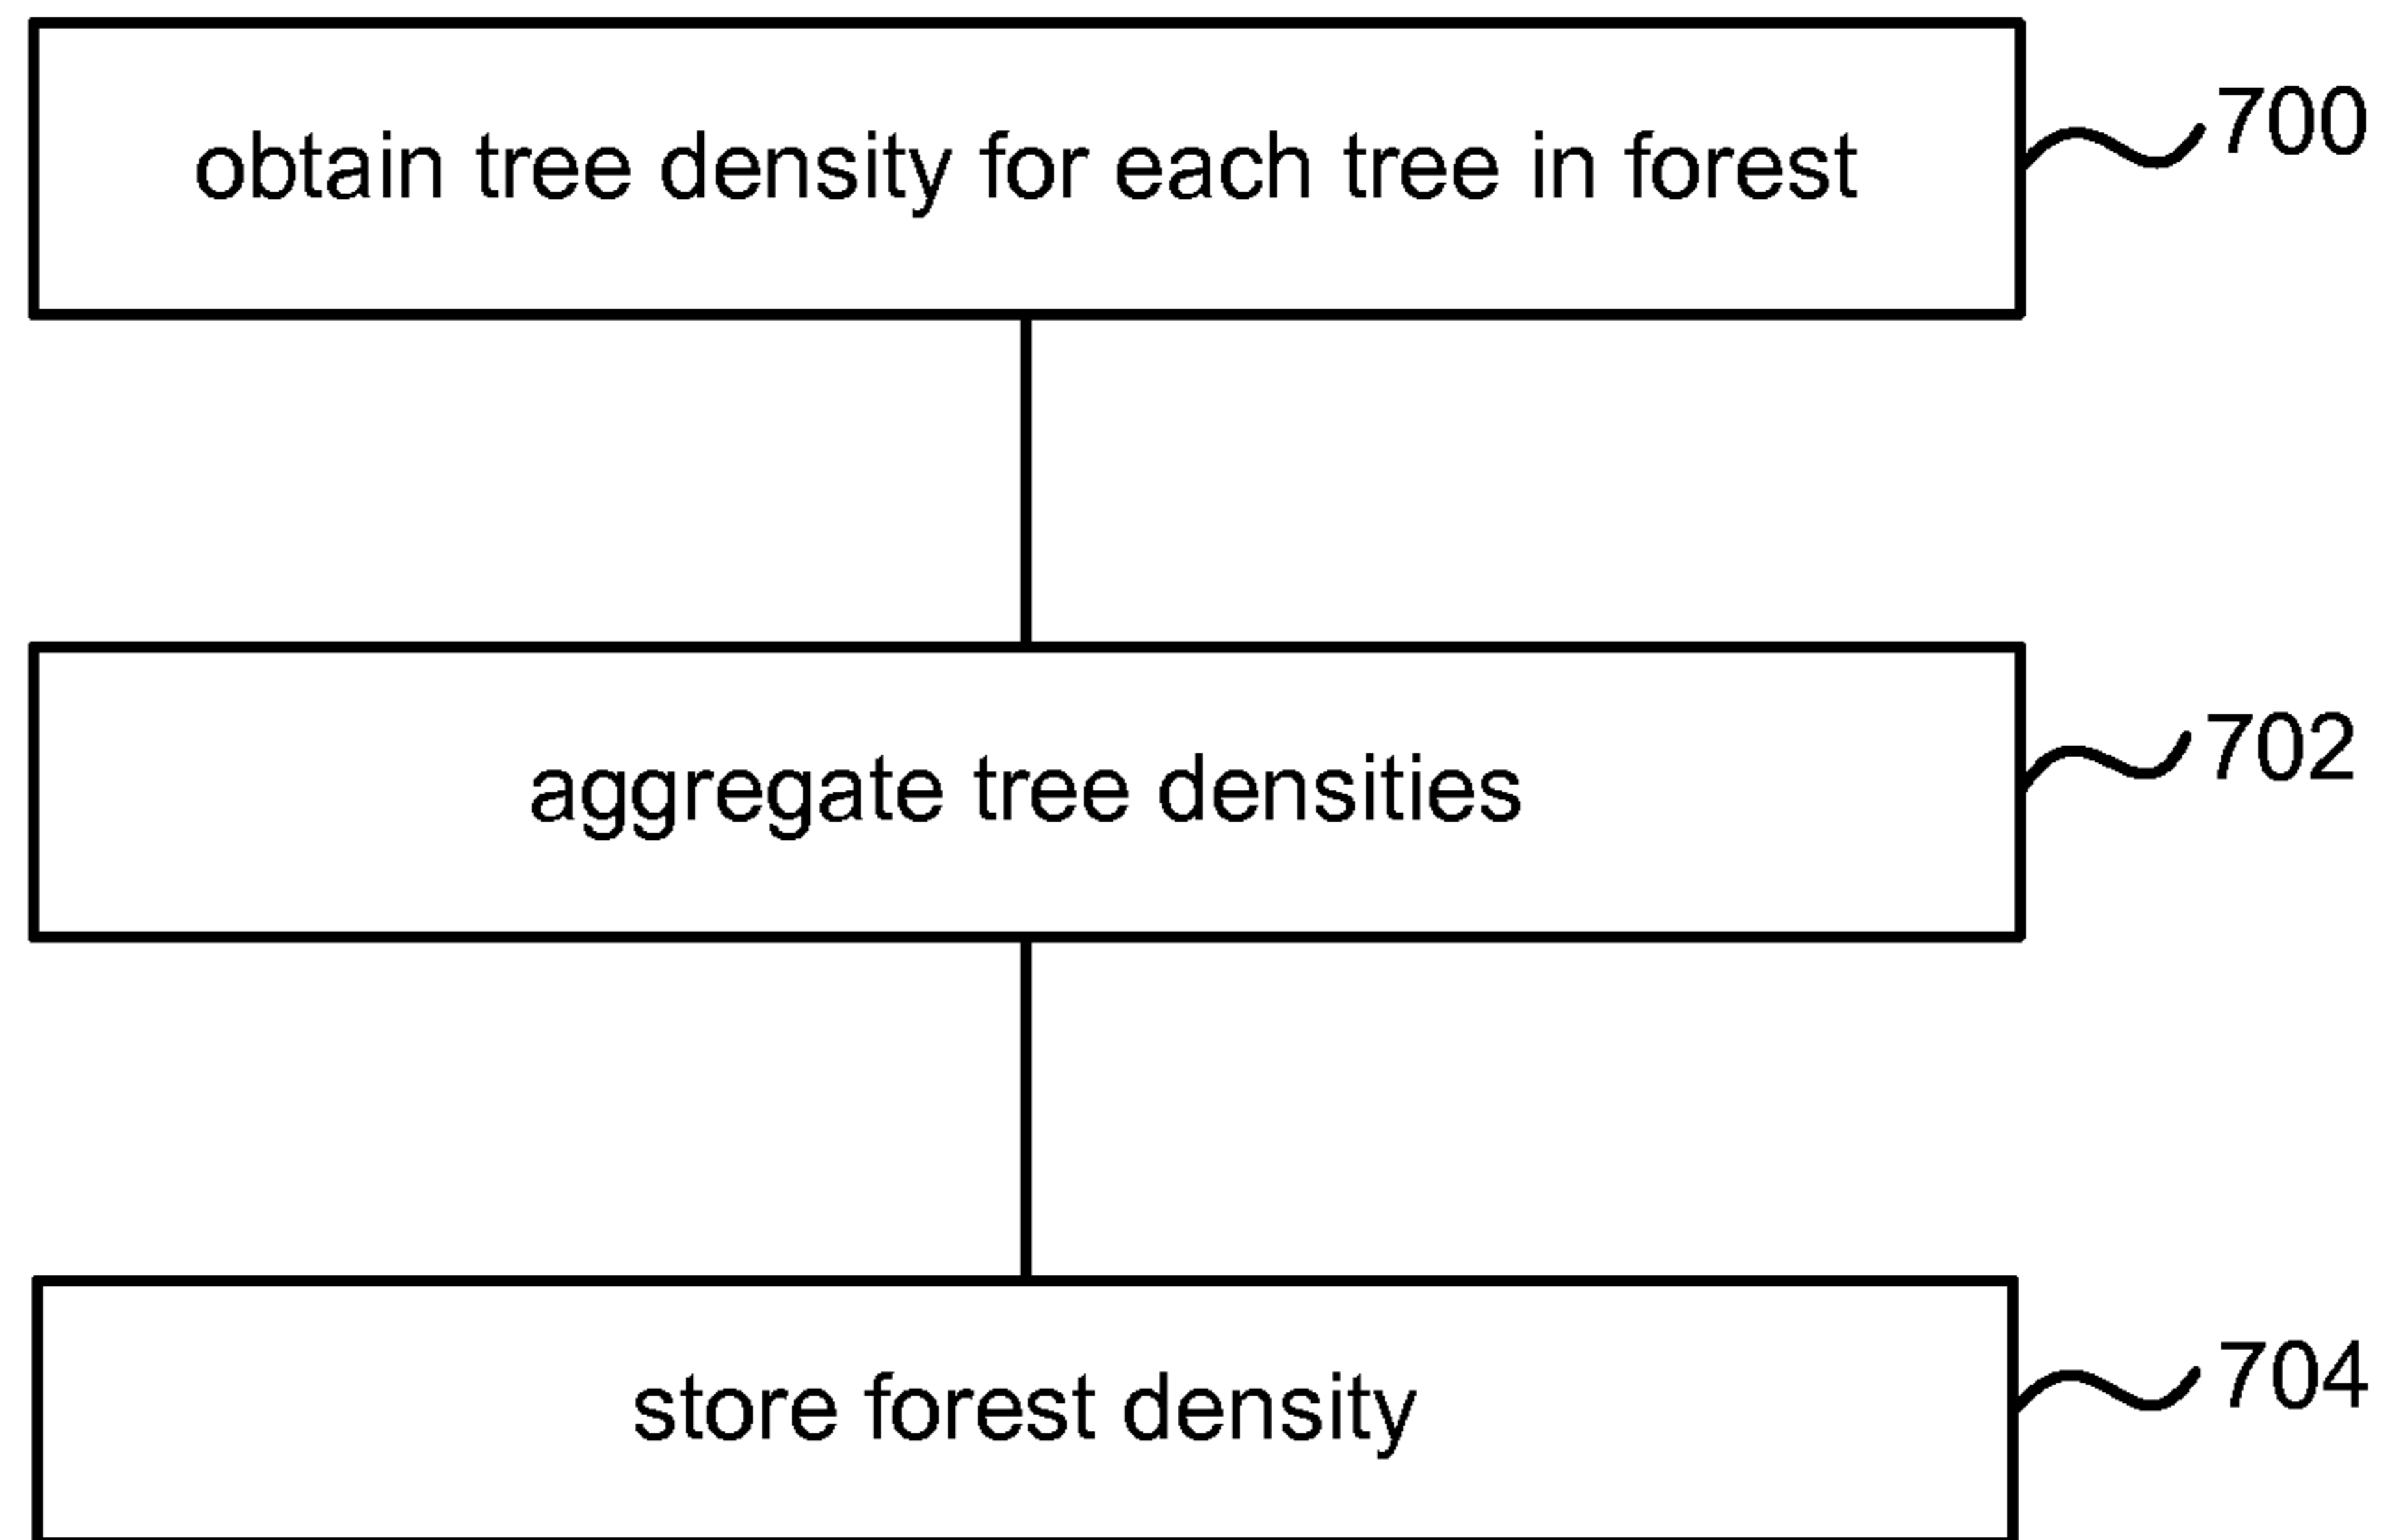 obtain tree density for each tree in forest
700
aggregate tree densities
702
store forest density
704